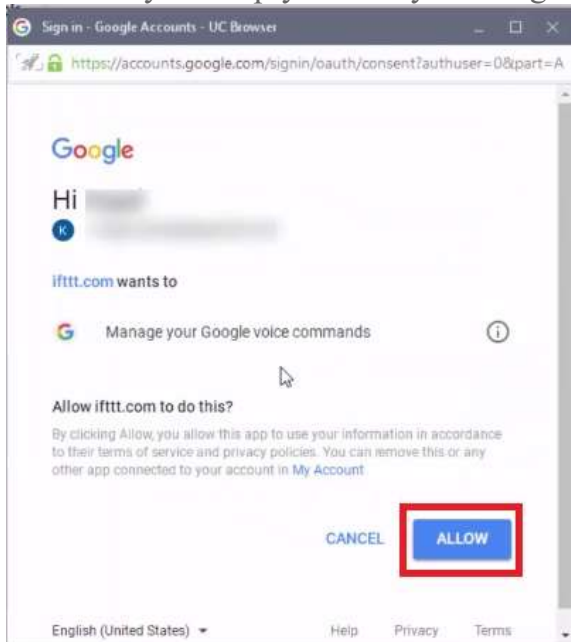 Sign in - Google Accounts - UC Browser
https://accounts.google.com/signin/oauth/consent?authuser=0&part=A
Google
Hi
K
ifttt.com wants to
G Manage your Google voice commands
Allow ifttt.com to do this?
By clicking Allow, you allow this app to use your information in accordance
to their terms of service and privacy policies. You can remove this or any
other app connected to your account in My Account
CANCEL ALLOW
English (United States) Help Privacy Terms